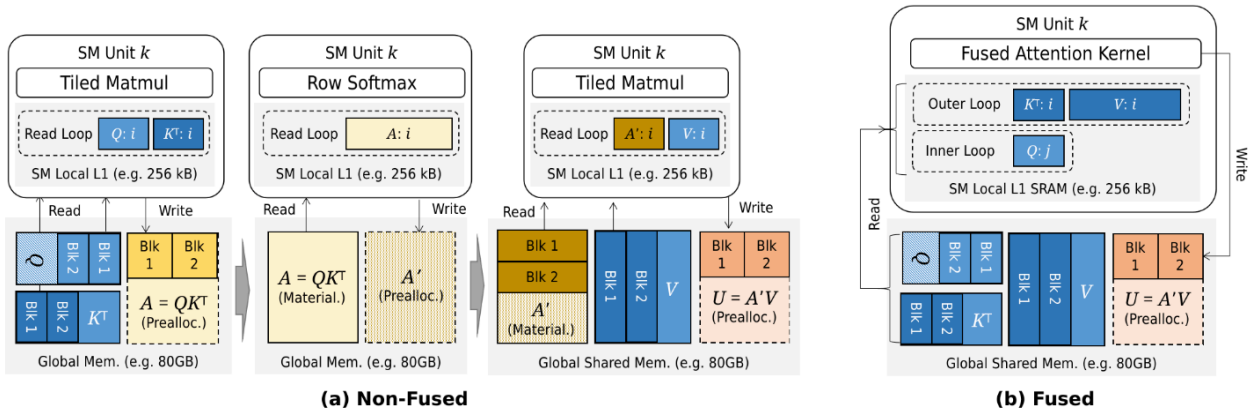 SM Unit k
Tiled Matmul
Read Loop
Q: i
Kᵀ: i
SM Local L1 (e.g. 256 kB)
Read
Write
Q
Blk 2
Blk 1
Blk 1
Blk 2
Kᵀ
Blk 1
Blk 2
A = QKᵀ
(Prealloc.)
Global Mem. (e.g. 80GB)
SM Unit k
Row Softmax
Read Loop
A: i
SM Local L1 (e.g. 256 kB)
Read
Write
A = QKᵀ
(Material.)
A′
(Prealloc.)
Global Mem. (e.g. 80GB)
SM Unit k
Tiled Matmul
Read Loop
A′: i
V: i
SM Local L1 (e.g. 256 kB)
Read
Write
Blk 1
Blk 2
A′
(Material.)
Blk 1
Blk 2
V
Blk 1
Blk 2
U = A′V
(Prealloc.)
Global Shared Mem. (e.g. 80GB)
(a) Non-Fused
SM Unit k
Fused Attention Kernel
Outer Loop
Kᵀ: i
V: i
Inner Loop
Q: j
SM Local L1 SRAM (e.g. 256 kB)
Read
Write
Q
Blk 2
Blk 1
Blk 1
Blk 2
Kᵀ
Blk 1
Blk 2
V
Blk 1
Blk 2
U = A′V
(Prealloc.)
Global Shared Mem. (e.g. 80GB)
(b) Fused